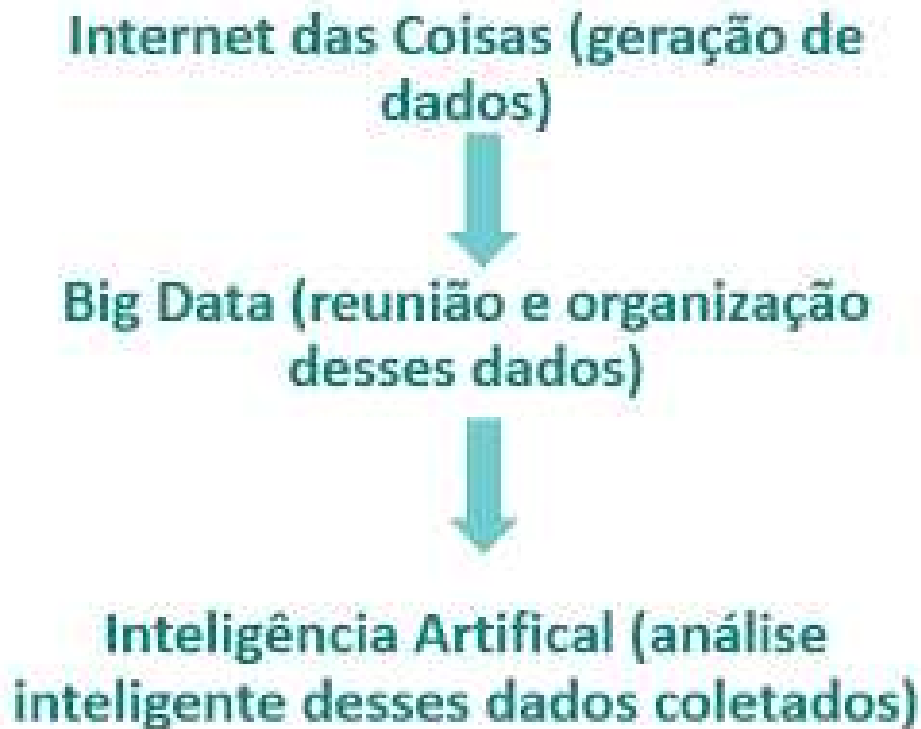 Internet das Coisas (geração de
dados)
Big Data (reunião e organização
desses dados)
Inteligência Artifical (análise
inteligente desses dados coletados)